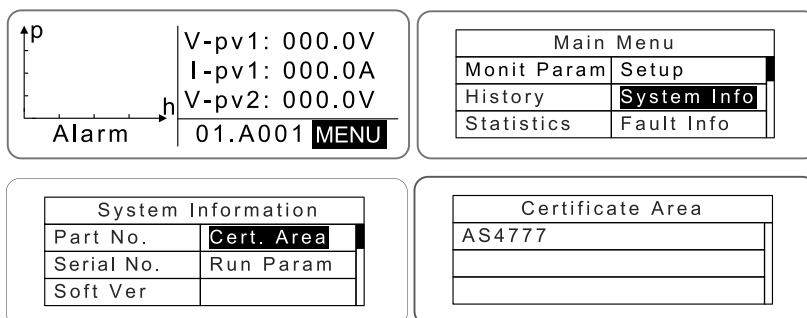 p
V-pv1: 000.0V
I-pv1: 000.0A
V-pv2: 000.0V
h
Alarm
01.A001 MENU
Main Menu
Monit Param Setup
History System Info
Statistics Fault Info
System Information
Part No. Cert. Area
Serial No. Run Param
Soft Ver
Certificate Area
AS4777